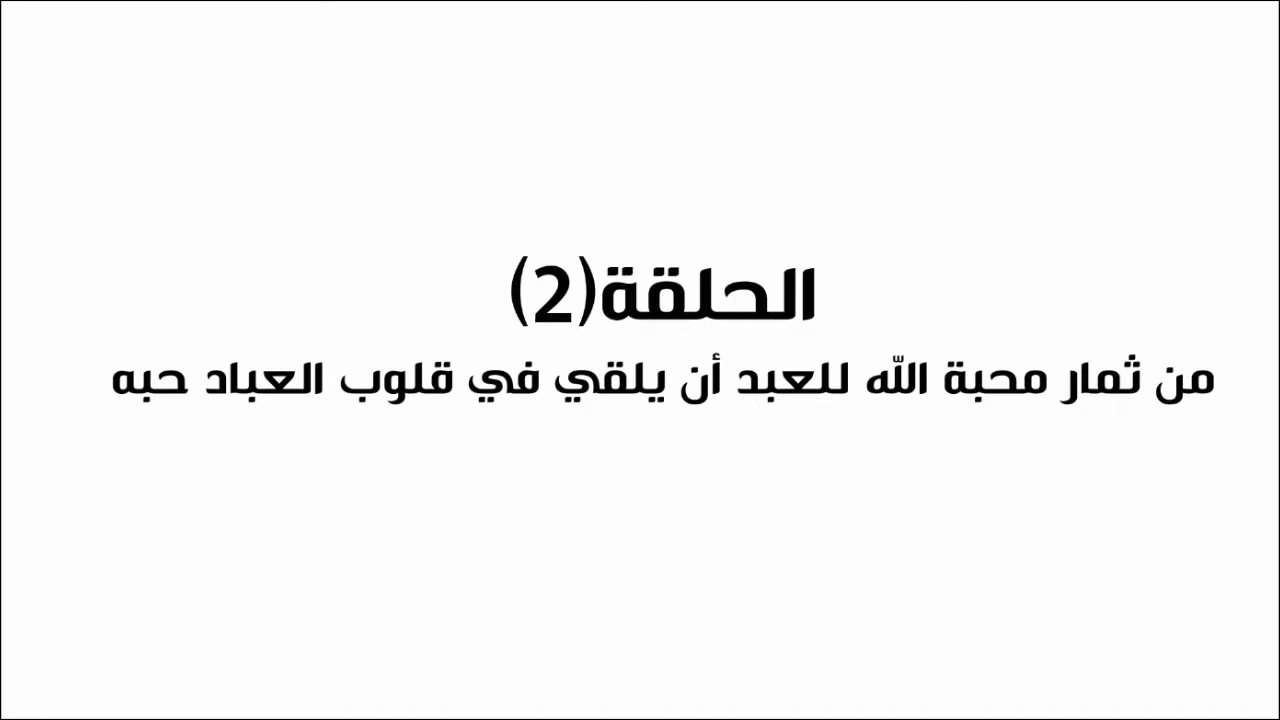 الحلقة(2)
من ثمار محبة الله للعبد أن يلقي في قلوب العباد حبه